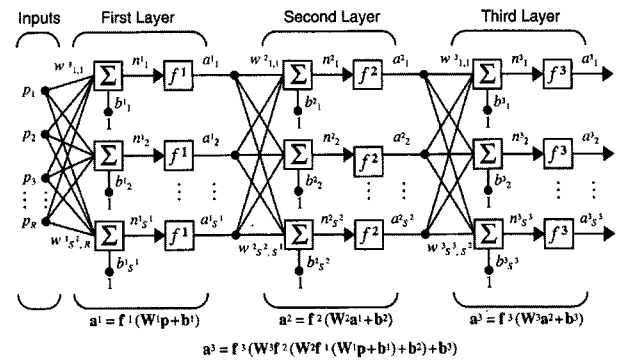 Inputs First Layer Second Layer Third Layer
w³₁,₁ n¹₁ a¹₁ w²₁,₁ n²₁ a²₁ w³₁,₁ n³₁ a³₁
p₁ Σ f¹ Σ f² Σ f³
b¹₁ b²₁ b³₁
1 1 1
p₂ n¹₂ a¹₂ n²₂ a²₂ n³₂ a³₂
Σ f¹ Σ f² Σ f³
p₃ b¹₂ b²₂ b³₂
1 1 1
p_R n¹s¹ a¹s¹ n²s² a²s² n³s³ a³s³
Σ f¹ Σ f² Σ f³
w¹s¹,R w²s²,s¹ w³s³,s²
b¹s¹ b²s² b³s³
1 1 1
a¹ = f¹(W¹p+b¹) a² = f²(W²a¹+b²) a³ = f³(W³a²+b³)
a³ = f³(W³f²(W²f¹(W¹p+b¹)+b²)+b³)